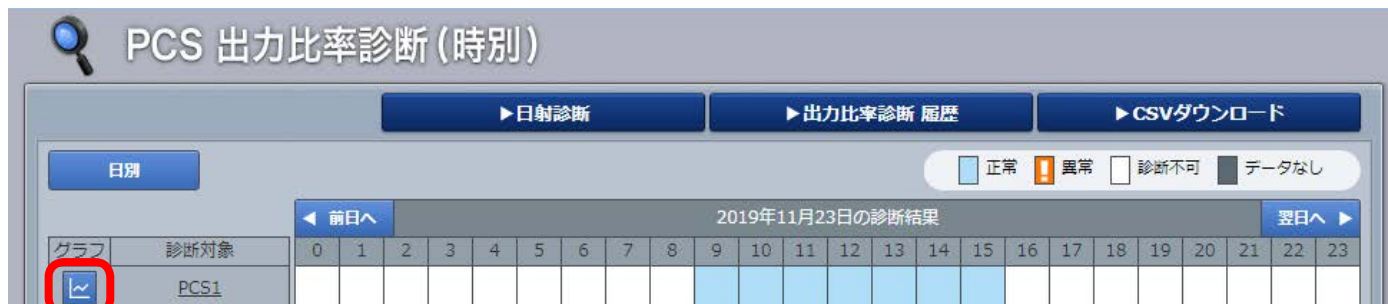 PCS 出力比率診断(時別)
▶日射診断 ▶出力比率診断 履歴 ▶CSVダウンロード
日別 正常 異常 診断不可 データなし
◀ 前日へ 2019年11月23日の診断結果 翌日へ ▶
グラフ 診断対象 0 1 2 3 4 5 6 7 8 9 10 11 12 13 14 15 16 17 18 19 20 21 22 23
PCS1